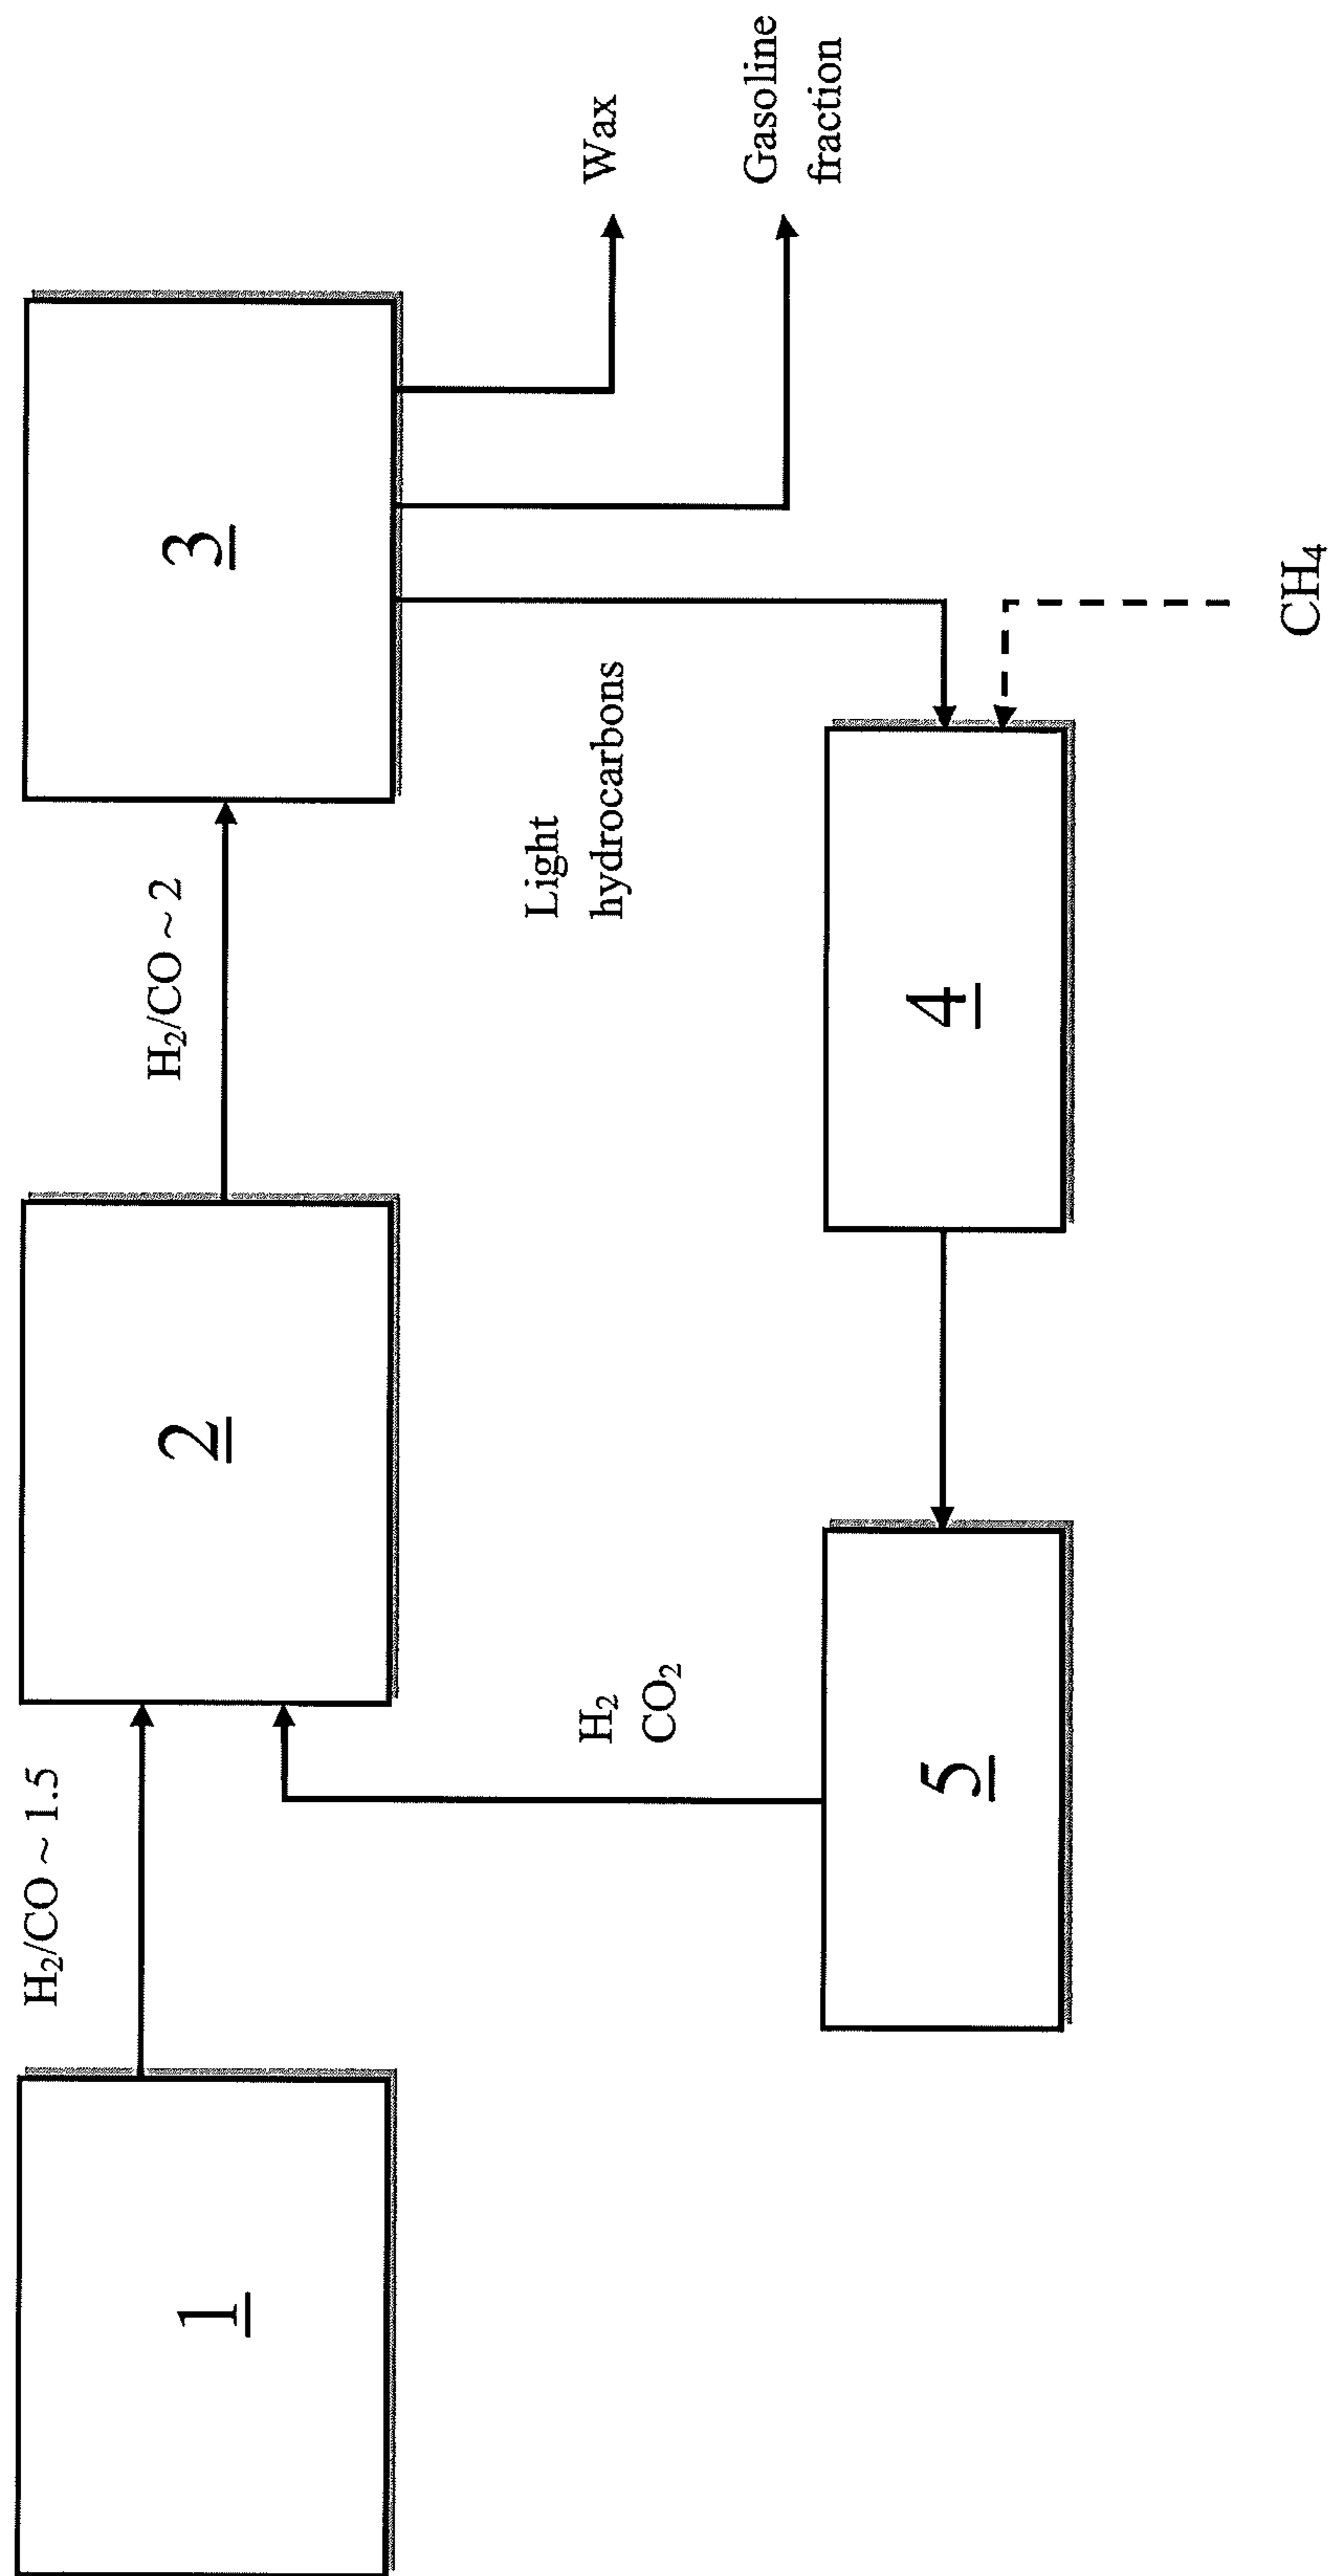 1
H₂/CO ~ 1.5
2
H₂/CO ~ 2
3
Wax
Gasoline
fraction
Light
hydrocarbons
H₂
CO₂
5
4
CH₄